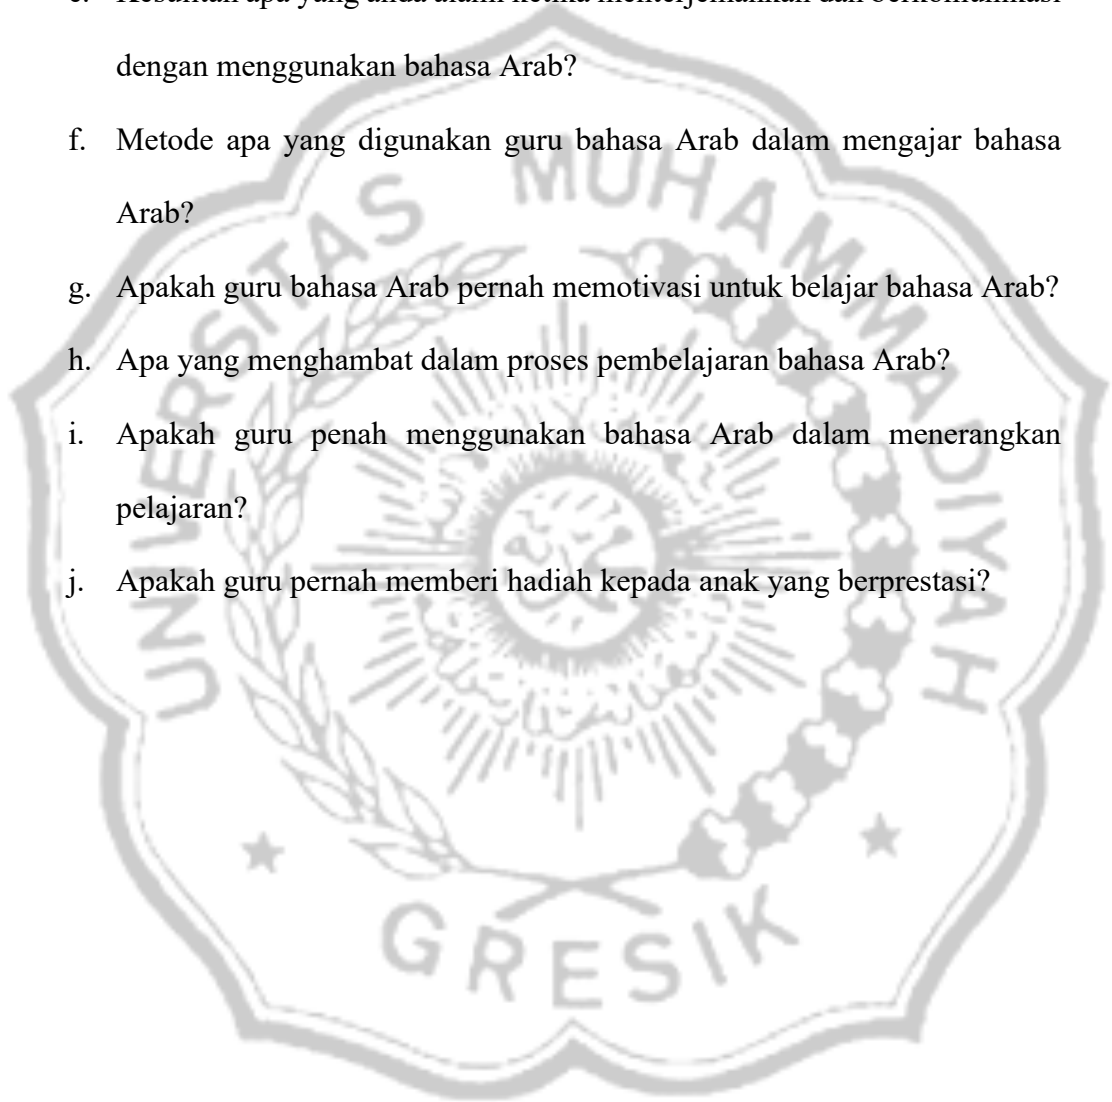 dengan menggunakan bahasa Arab?
f. Metode apa yang digunakan guru bahasa Arab dalam mengajar bahasa
Arab?
g. Apakah guru bahasa Arab pernah memotivasi untuk belajar bahasa Arab?
h. Apa yang menghambat dalam proses pembelajaran bahasa Arab?
i. Apakah guru penah menggunakan bahasa Arab dalam menerangkan
pelajaran?
j. Apakah guru pernah memberi hadiah kepada anak yang berprestasi?
UNIVERSITAS MUHAMMADIYAH
GRESIK